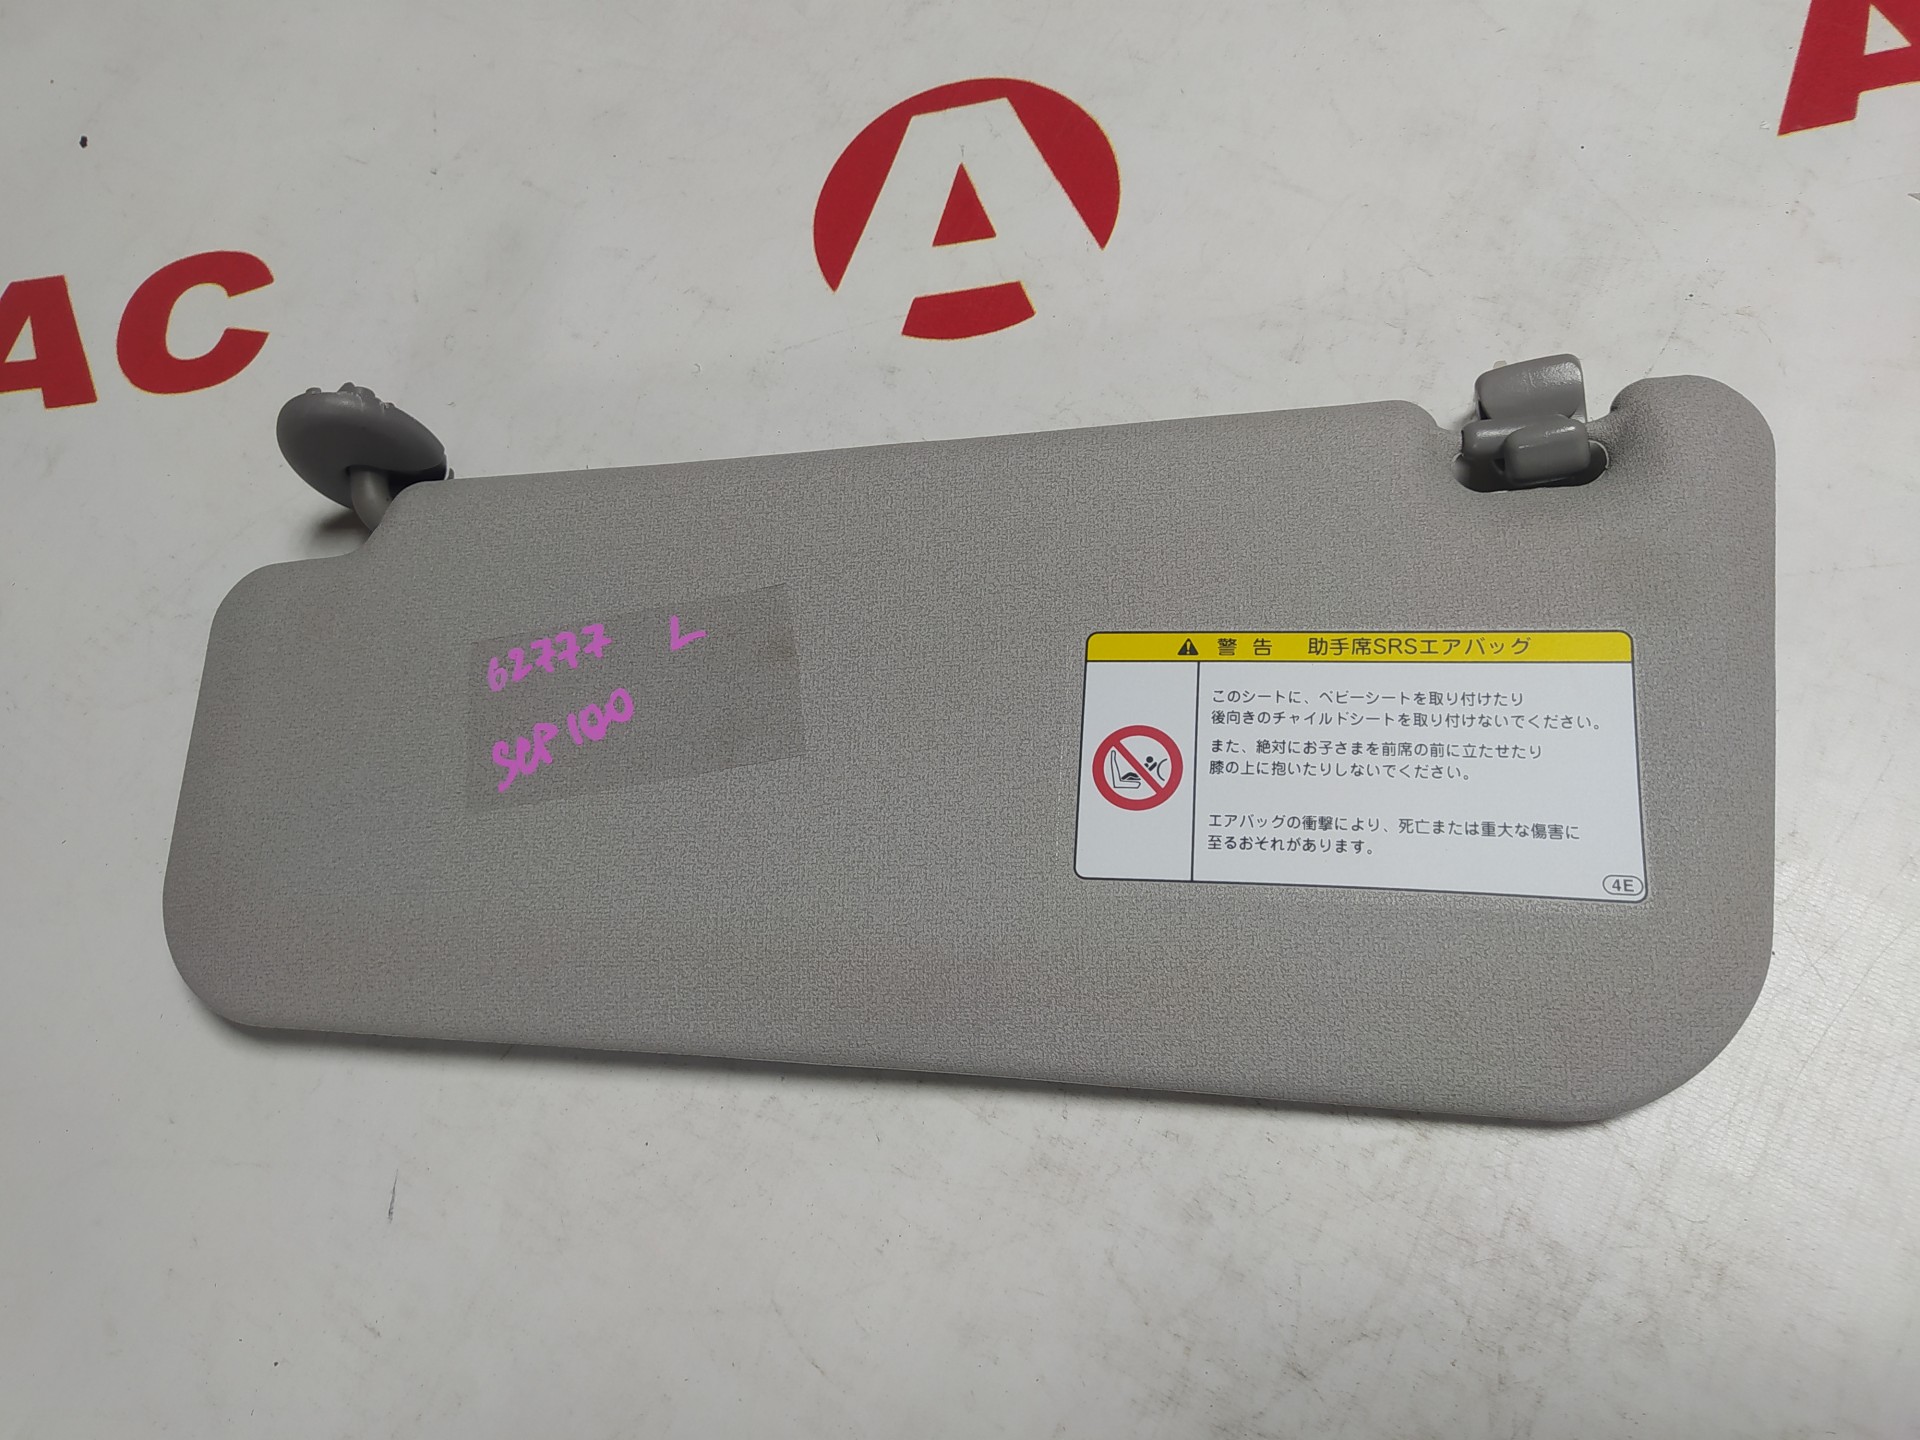 AC
A
A
62777 L
SCP100
警告 助手席SRSエアバッグ
このシートに、ベビーシートを取り付けたり
後向きのチャイルドシートを取り付けないでください。
また、絶対にお子さまを前席の前に立たせたり
膝の上に抱いたりしないでください。
エアバッグの衝撃により、死亡または重大な傷害に
至るおそれがあります。
4E